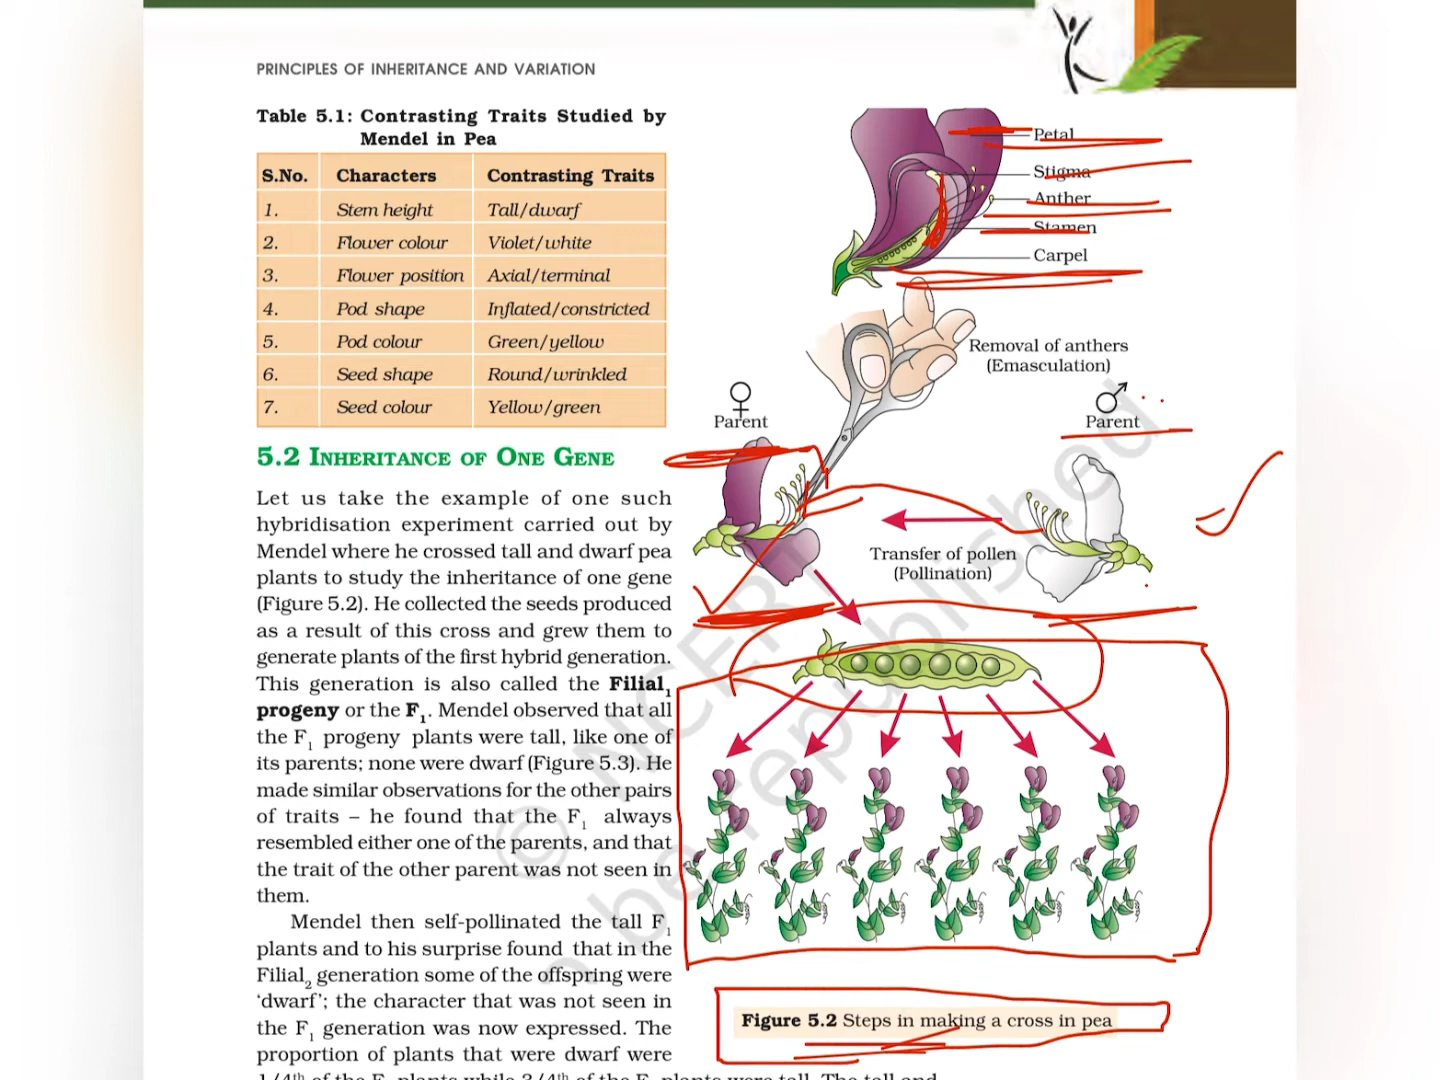 PRINCIPLES OF INHERITANCE AND VARIATION
Table 5.1: Contrasting Traits Studied by
Mendel in Pea
S.No. Characters Contrasting Traits
1. Stem height Tall/dwarf
2. Flower colour Violet/white
3. Flower position Axial/terminal
4. Pod shape Inflated/constricted
5. Pod colour Green/yellow
6. Seed shape Round/wrinkled
7. Seed colour Yellow/green
5.2 INHERITANCE OF ONE GENE
Let us take the example of one such
hybridisation experiment carried out by
Mendel where he crossed tall and dwarf pea
plants to study the inheritance of one gene
(Figure 5.2). He collected the seeds produced
as a result of this cross and grew them to
generate plants of the first hybrid generation.
This generation is also called the Filial1
progeny or the F1. Mendel observed that all
the F1 progeny plants were tall, like one of
its parents; none were dwarf (Figure 5.3). He
made similar observations for the other pairs
of traits – he found that the F1 always
resembled either one of the parents, and that
the trait of the other parent was not seen in
them.
Mendel then self-pollinated the tall F1
plants and to his surprise found that in the
Filial2 generation some of the offspring were
‘dwarf’; the character that was not seen in
the F1 generation was now expressed. The
proportion of plants that were dwarf were
Petal
Stigma
Anther
Stamen
Carpel
Removal of anthers
(Emasculation)
♀
Parent
♂
Parent
Transfer of pollen
(Pollination)
Figure 5.2 Steps in making a cross in pea
© NCERT
be republished